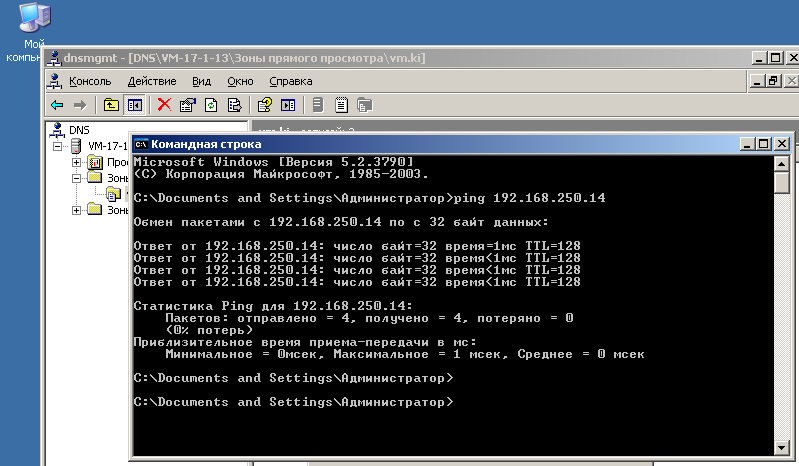 Мой
dnsmgmt - [DNS\VM-17-1-13\Зоны прямого просмотра\vm.ki]
Консоль Действие Вид Окно Справка
DNS
VM-17-1
Зоны
Зоны
Командная строка
Microsoft Windows [Версия 5.2.3790]
(C) Корпорация Майкрософт, 1985-2003.
C:\Documents and Settings\Администратор>ping 192.168.250.14
Обмен пакетами с 192.168.250.14 по с 32 байт данных:
Ответ от 192.168.250.14: число байт=32 время=1мс TTL=128
Ответ от 192.168.250.14: число байт=32 время<1мс TTL=128
Ответ от 192.168.250.14: число байт=32 время<1мс TTL=128
Ответ от 192.168.250.14: число байт=32 время<1мс TTL=128
Статистика Ping для 192.168.250.14:
Пакетов: отправлено = 4, получено = 4, потеряно = 0
(0% потерь)
Приблизительное время приема-передачи в мс:
Минимальное = 0мсек, Максимальное = 1 мсек, Среднее = 0 мсек
C:\Documents and Settings\Администратор>
C:\Documents and Settings\Администратор>